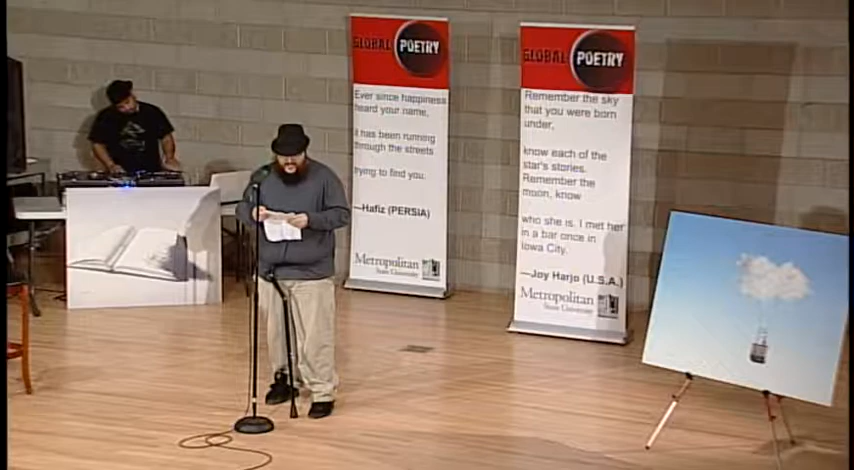 GLOBAL POETRY
Ever since happiness
heard your name,
it has been running
through the streets
trying to find you.
—Hafiz (PERSIA)
Metropolitan
State University
GLOBAL POETRY
Remember the sky
that you were born
under,
know each of the
star's stories.
Remember the
moon, know
who she is. I met her
in a bar once in
Iowa City.
—Joy Harjo (U.S.A.)
Metropolitan
State University